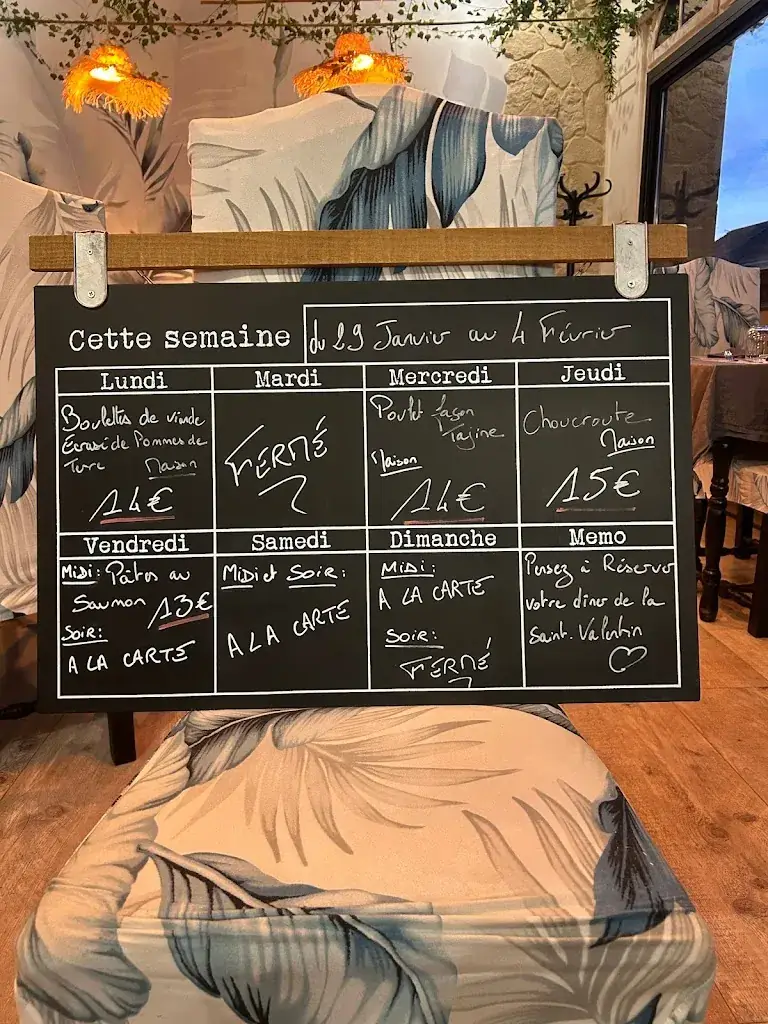 Cette semaine
du 29 Janvier au 4 Février
Lundi
Boulettes de viande
Écrasé de Pommes de
Terre Maison
14€
Mardi
FERMÉ
Mercredi
Poulet façon
Tajine
Maison
14€
Jeudi
Choucroute
Maison
15€
Vendredi
Midi: Pâtes au
Saumon 13€
Soir:
A LA CARTE
Samedi
Midi et Soir:
A LA CARTE
Dimanche
Midi:
A LA CARTE
Soir:
FERMÉ
Memo
Pensez à Réserver
votre diner de la
Saint-Valentin